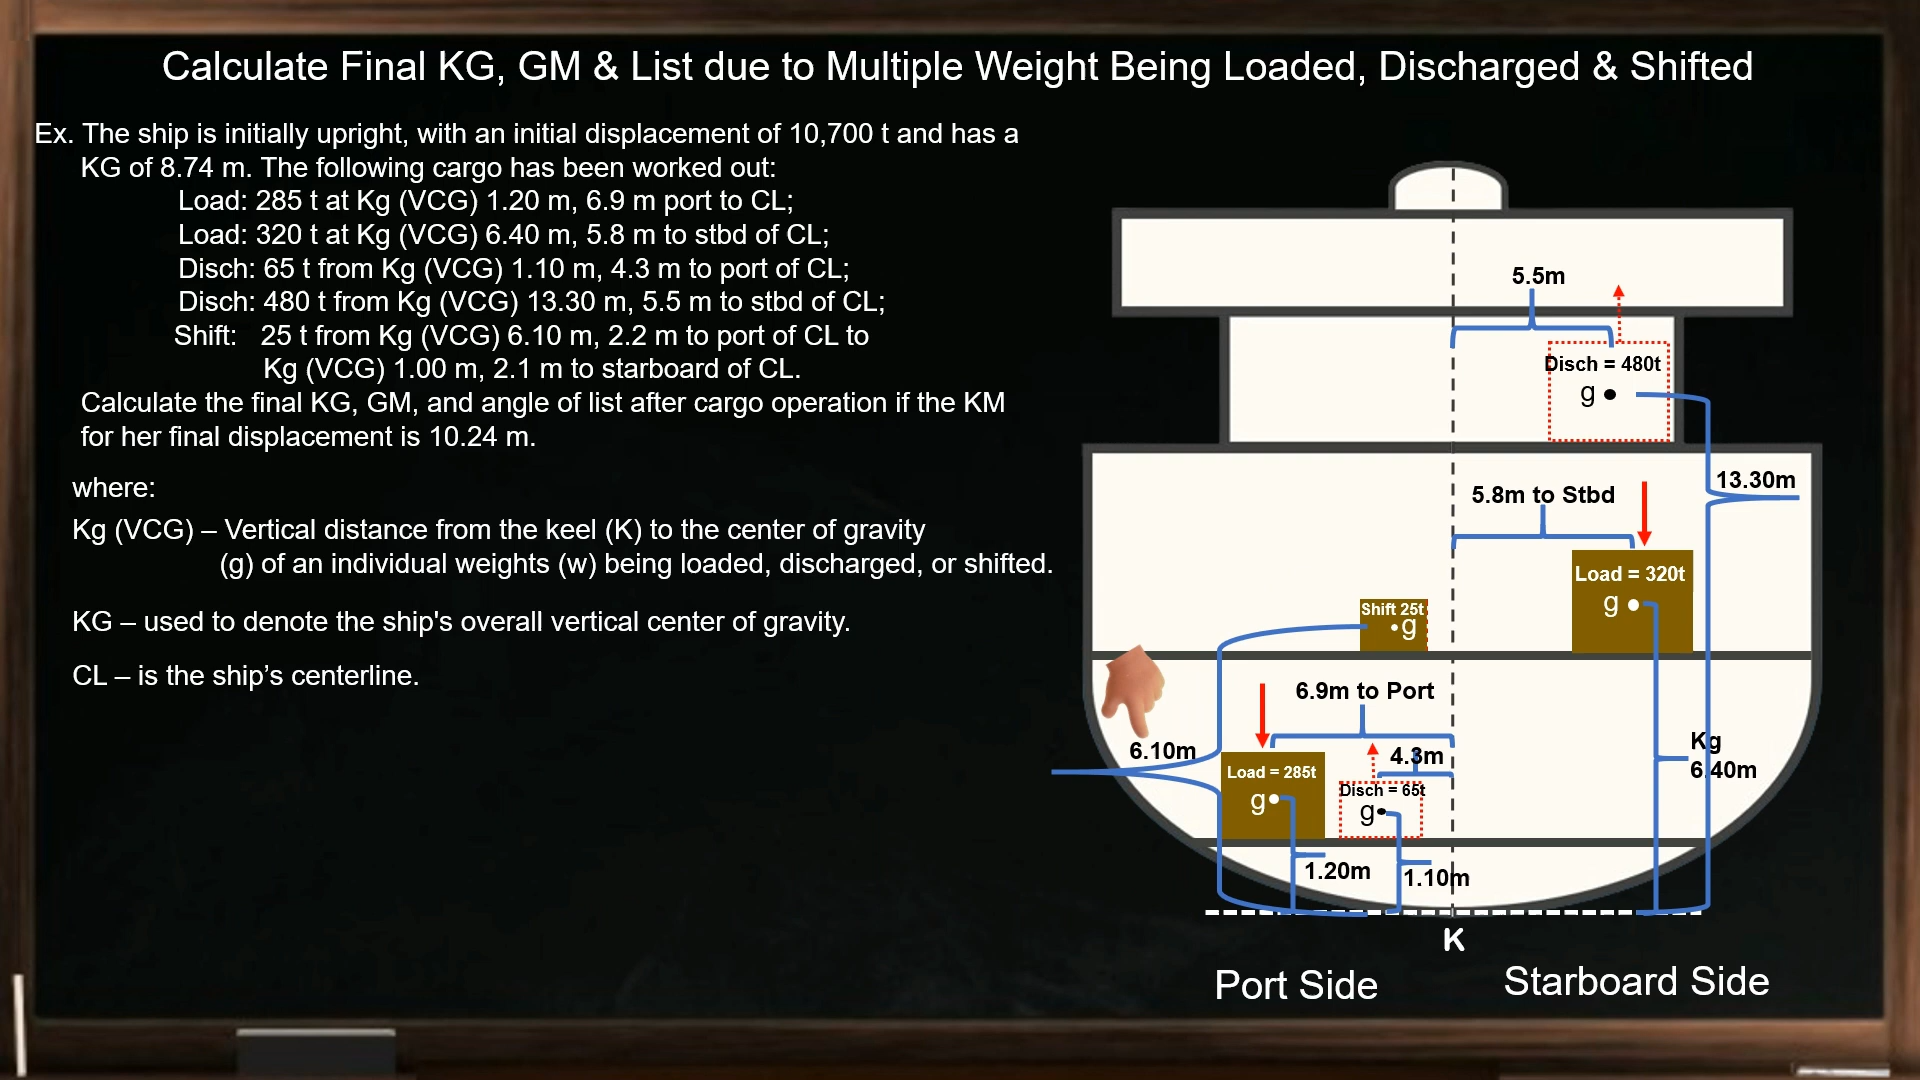 Calculate Final KG, GM & List due to Multiple Weight Being Loaded, Discharged & Shifted
Ex. The ship is initially upright, with an initial displacement of 10,700 t and has a
KG of 8.74 m. The following cargo has been worked out:
Load: 285 t at Kg (VCG) 1.20 m, 6.9 m port to CL;
Load: 320 t at Kg (VCG) 6.40 m, 5.8 m to stbd of CL;
Disch: 65 t from Kg (VCG) 1.10 m, 4.3 m to port of CL;
Disch: 480 t from Kg (VCG) 13.30 m, 5.5 m to stbd of CL;
Shift: 25 t from Kg (VCG) 6.10 m, 2.2 m to port of CL to
Kg (VCG) 1.00 m, 2.1 m to starboard of CL.
Calculate the final KG, GM, and angle of list after cargo operation if the KM
for her final displacement is 10.24 m.
where:
Kg (VCG) – Vertical distance from the keel (K) to the center of gravity
(g) of an individual weights (w) being loaded, discharged, or shifted.
KG – used to denote the ship's overall vertical center of gravity.
CL – is the ship’s centerline.
5.5m
Disch = 480t
g
13.30m
5.8m to Stbd
Load = 320t
g
Shift 25t
g
6.9m to Port
6.10m
4.3m
Kg
6.40m
Load = 285t
g
Disch = 65t
g
1.20m
1.10m
K
Port Side
Starboard Side